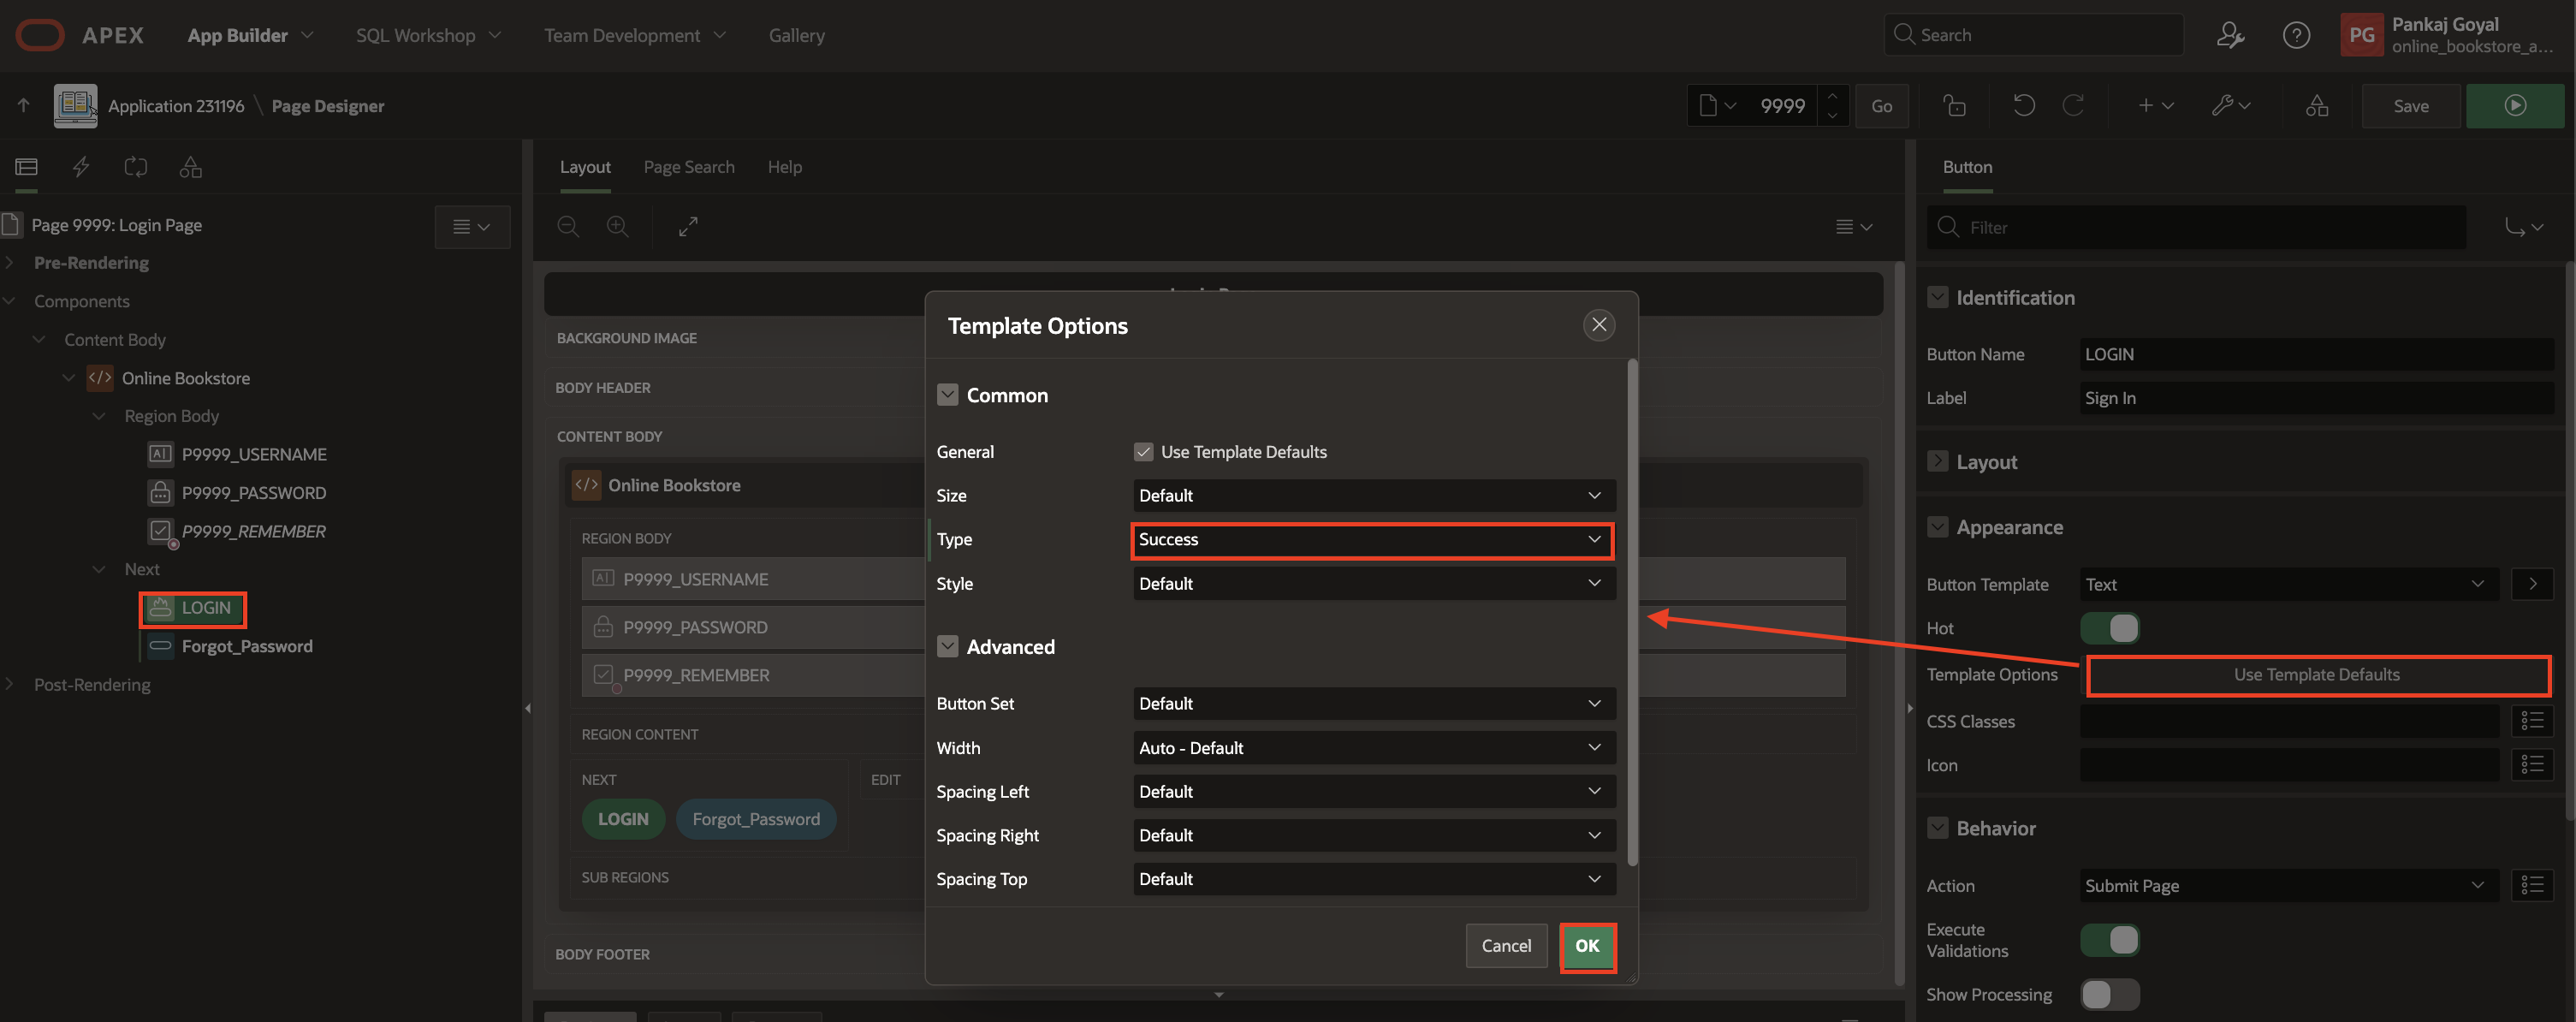 APEX App Builder SQL Workshop Team Development Gallery Search PG Pankaj Goyal
online_bookstore_a...
Application 231196 \ Page Designer 9999 Go Save
Layout Page Search Help
Button
Page 9999: Login Page
Filter
Pre-Rendering
Components
Content Body
Online Bookstore
Region Body
P9999_USERNAME
P9999_PASSWORD
P9999_REMEMBER
Next
LOGIN
Forgot_Password
Post-Rendering
BACKGROUND IMAGE
BODY HEADER
CONTENT BODY
Online Bookstore
REGION BODY
P9999_USERNAME
P9999_PASSWORD
P9999_REMEMBER
REGION CONTENT
NEXT
EDIT
LOGIN
Forgot_Password
SUB REGIONS
BODY FOOTER
Template Options
Common
General Use Template Defaults
Size Default
Type Success
Style Default
Advanced
Button Set Default
Width Auto - Default
Spacing Left Default
Spacing Right Default
Spacing Top Default
Cancel OK
Identification
Button Name LOGIN
Label Sign In
Layout
Appearance
Button Template Text
Hot
Template Options Use Template Defaults
CSS Classes
Icon
Behavior
Action Submit Page
Execute
Validations
Show Processing